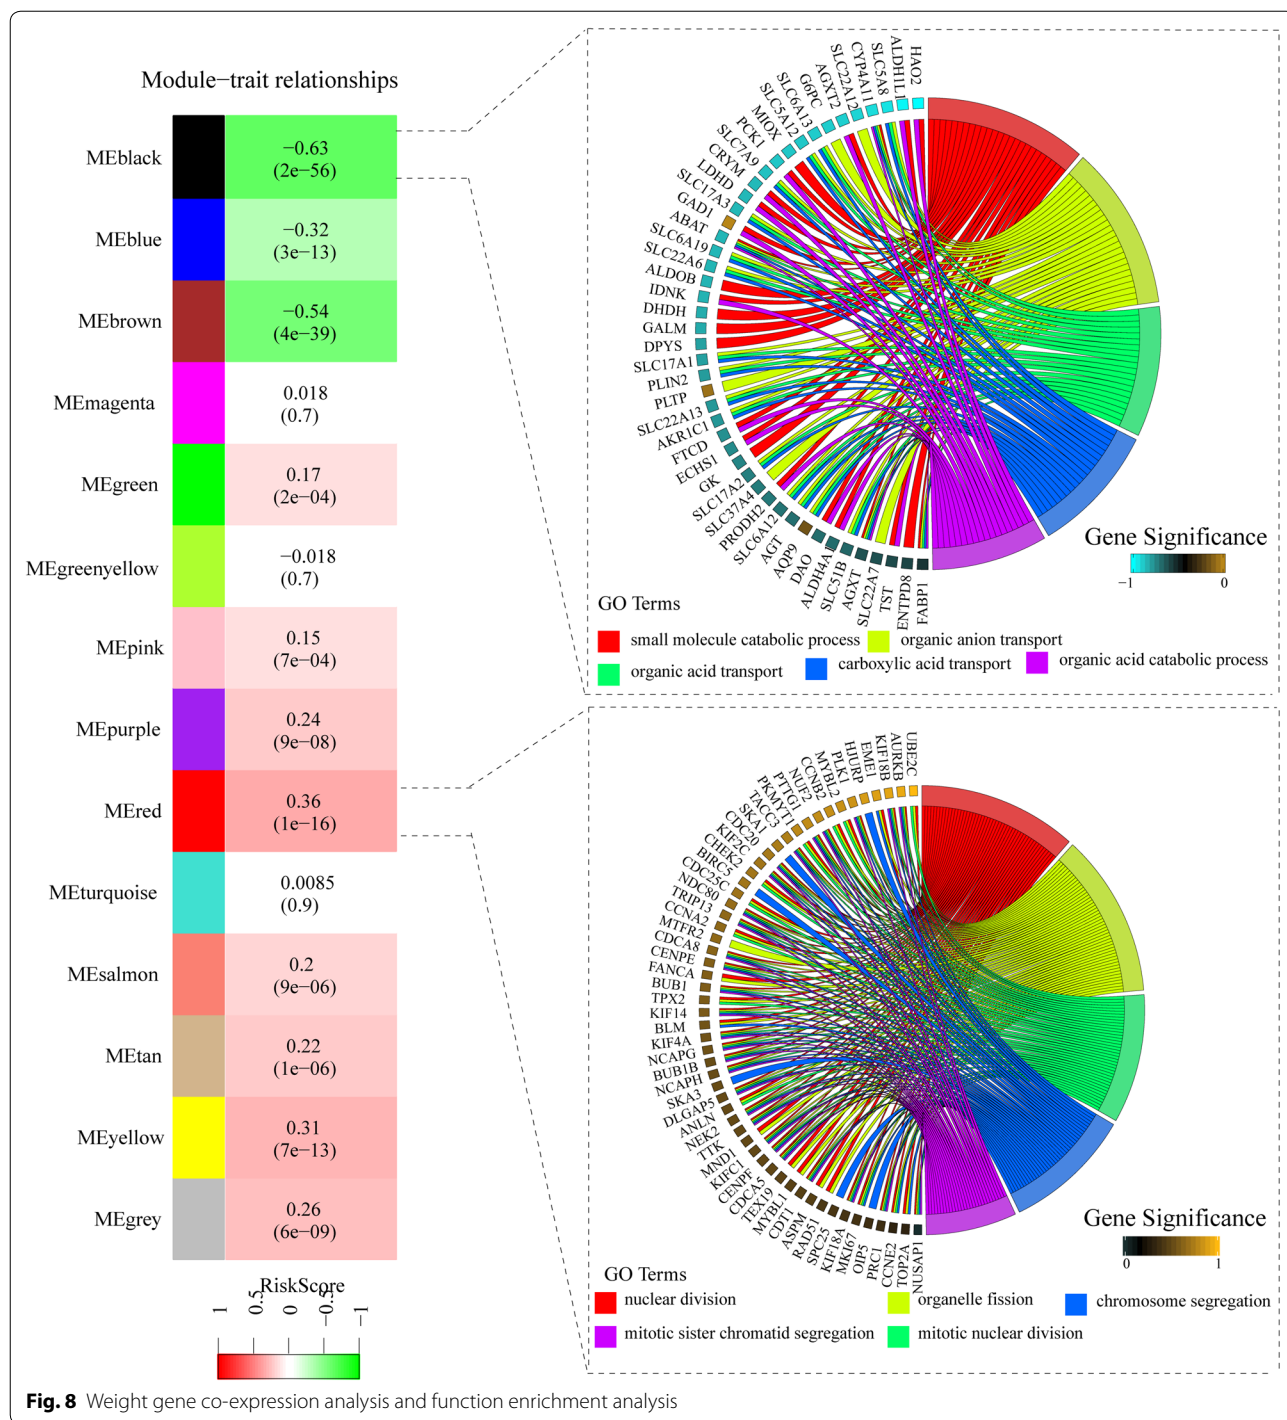 Module−trait relationships
MEblack
−0.63
(2e−56)
MEblue
−0.32
(3e−13)
MEbrown
−0.54
(4e−39)
MEmagenta
0.018
(0.7)
MEgreen
0.17
(2e−04)
MEgreenyellow
−0.018
(0.7)
MEpink
0.15
(7e−04)
MEpurple
0.24
(9e−08)
MEred
0.36
(1e−16)
MEturquoise
0.0085
(0.9)
MEsalmon
0.2
(9e−06)
MEtan
0.22
(1e−06)
MEyellow
0.31
(7e−13)
MEgrey
0.26
(6e−09)
RiskScore
1
0.5
0
−0.5
−1
HAO2
ALDH1L1
SLC5A8
CYP4A11
SLC22A12
AGXT2
G6PC
SLC6A13
SLC5A12
MIOX
PCK1
SLC7A9
CRYM
LDHD
SLC17A3
GAD1
ABAT
SLC6A19
SLC22A6
ALDOB
IDNK
DHDH
GALM
DPYS
SLC17A1
PLIN2
PLTP
SLC22A13
AKR1C1
FTCD
ECHS1
GK
SLC17A2
SLC37A4
PRODH2
SLC6A12
AGT
AQP9
DAO
ALDH4A1
SLC51B
AGXT
SLC22A7
TST
ENTPD8
FABP1
Gene Significance
−1
0
GO Terms
small molecule catabolic process
organic anion transport
organic acid transport
carboxylic acid transport
organic acid catabolic process
UBE2C
AURKB
KIF18B
EME1
HJURP
PLK1
MYBL2
CCNB2
NUF2
PTTG1
PKMYT1
TACC3
SKA1
CDC20
KIF2C
CHEK2
BIRC5
CDC25C
NDC80
TRIP13
CCNA2
MTFR2
CDCA8
CENPE
FANCA
BUB1
TPX2
KIF14
BLM
KIF4A
NCAPG
BUB1B
NCAPH
SKA3
DLGAP5
ANLN
NEK2
TTK
MND1
KIFC1
CENPF
CDCA5
TEX19
MYBL1
CDT1
ASPM
RAD51
SPC25
KIF18A
MKI67
OIP5
PRC1
CCNE2
TOP2A
NUSAP1
Gene Significance
0
1
GO Terms
nuclear division
organelle fission
chromosome segregation
mitotic sister chromatid segregation
mitotic nuclear division
Fig. 8 Weight gene co-expression analysis and function enrichment analysis